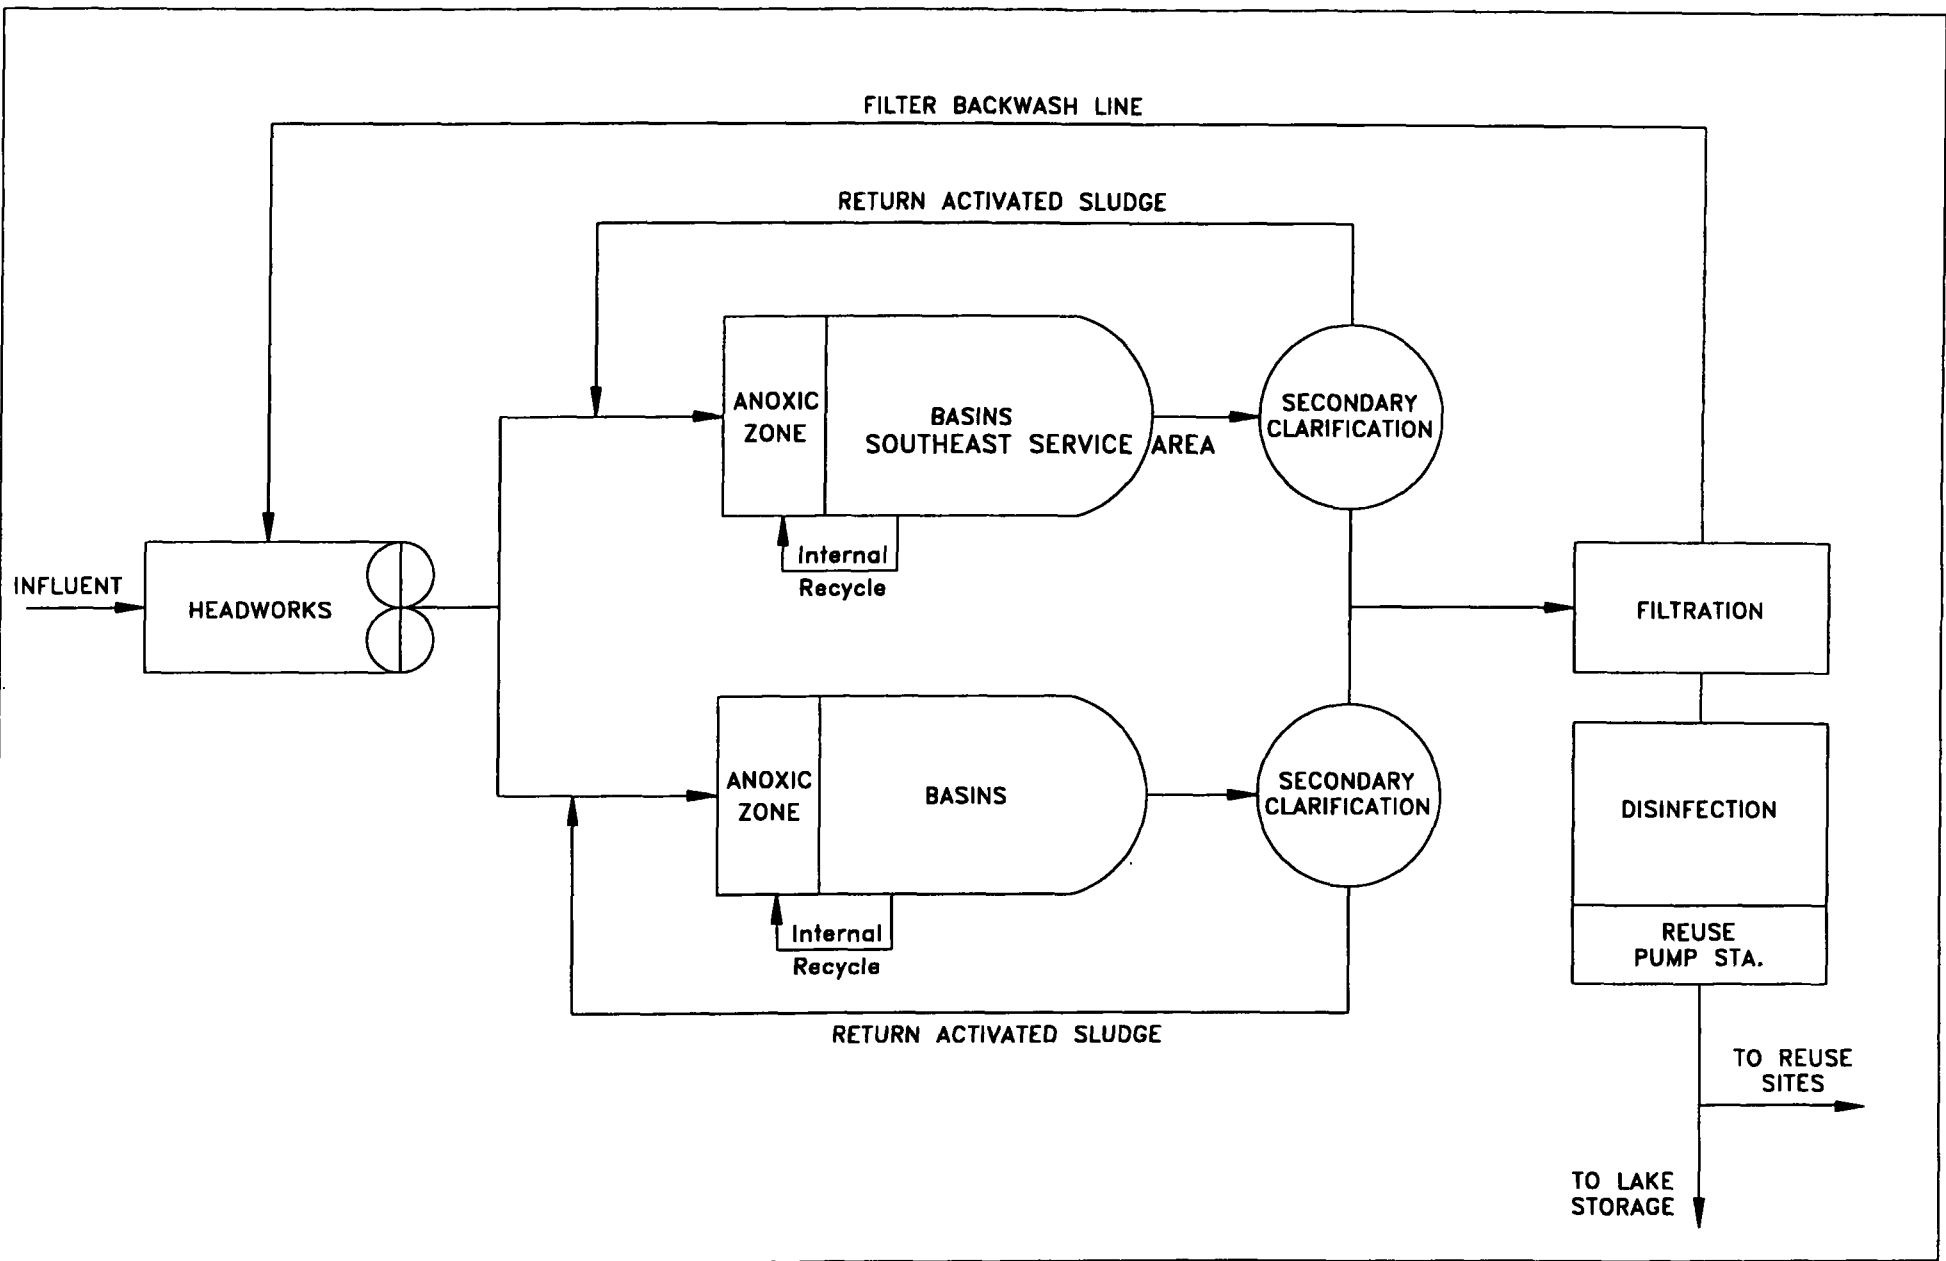 FILTER BACKWASH LINE
RETURN ACTIVATED SLUDGE
ANOXIC
ZONE
BASINS
SOUTHEAST SERVICE AREA
SECONDARY
CLARIFICATION
Internal
Recycle
INFLUENT
HEADWORKS
FILTRATION
ANOXIC
ZONE
BASINS
SECONDARY
CLARIFICATION
DISINFECTION
Internal
Recycle
REUSE
PUMP STA.
RETURN ACTIVATED SLUDGE
TO REUSE
SITES
TO LAKE
STORAGE